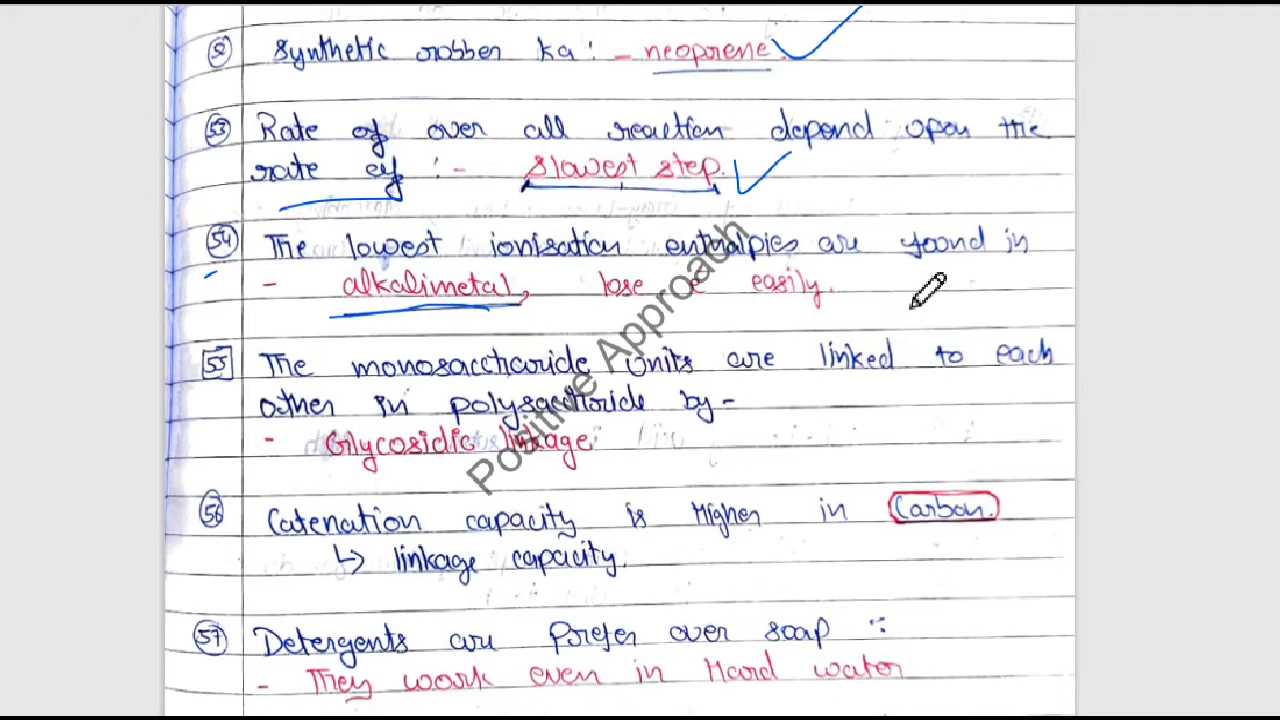 Synthetic rubber ka :- neoprene.
53 Rate of over all reaction depend upon the
rate of :- Slowest step.
54 The lowest ionisation enthalpies are found in
- alkalimetal, lose e easily.
55 The monosaccharide units are linked to each
other in polysaccharide by -
- Glycosidic linkage
56 Catenation capacity is Higher in Carbon.
↳ linkage capacity.
57 Detergents are Prefer over soap :-
- They work even in Hard water
Positive Approach